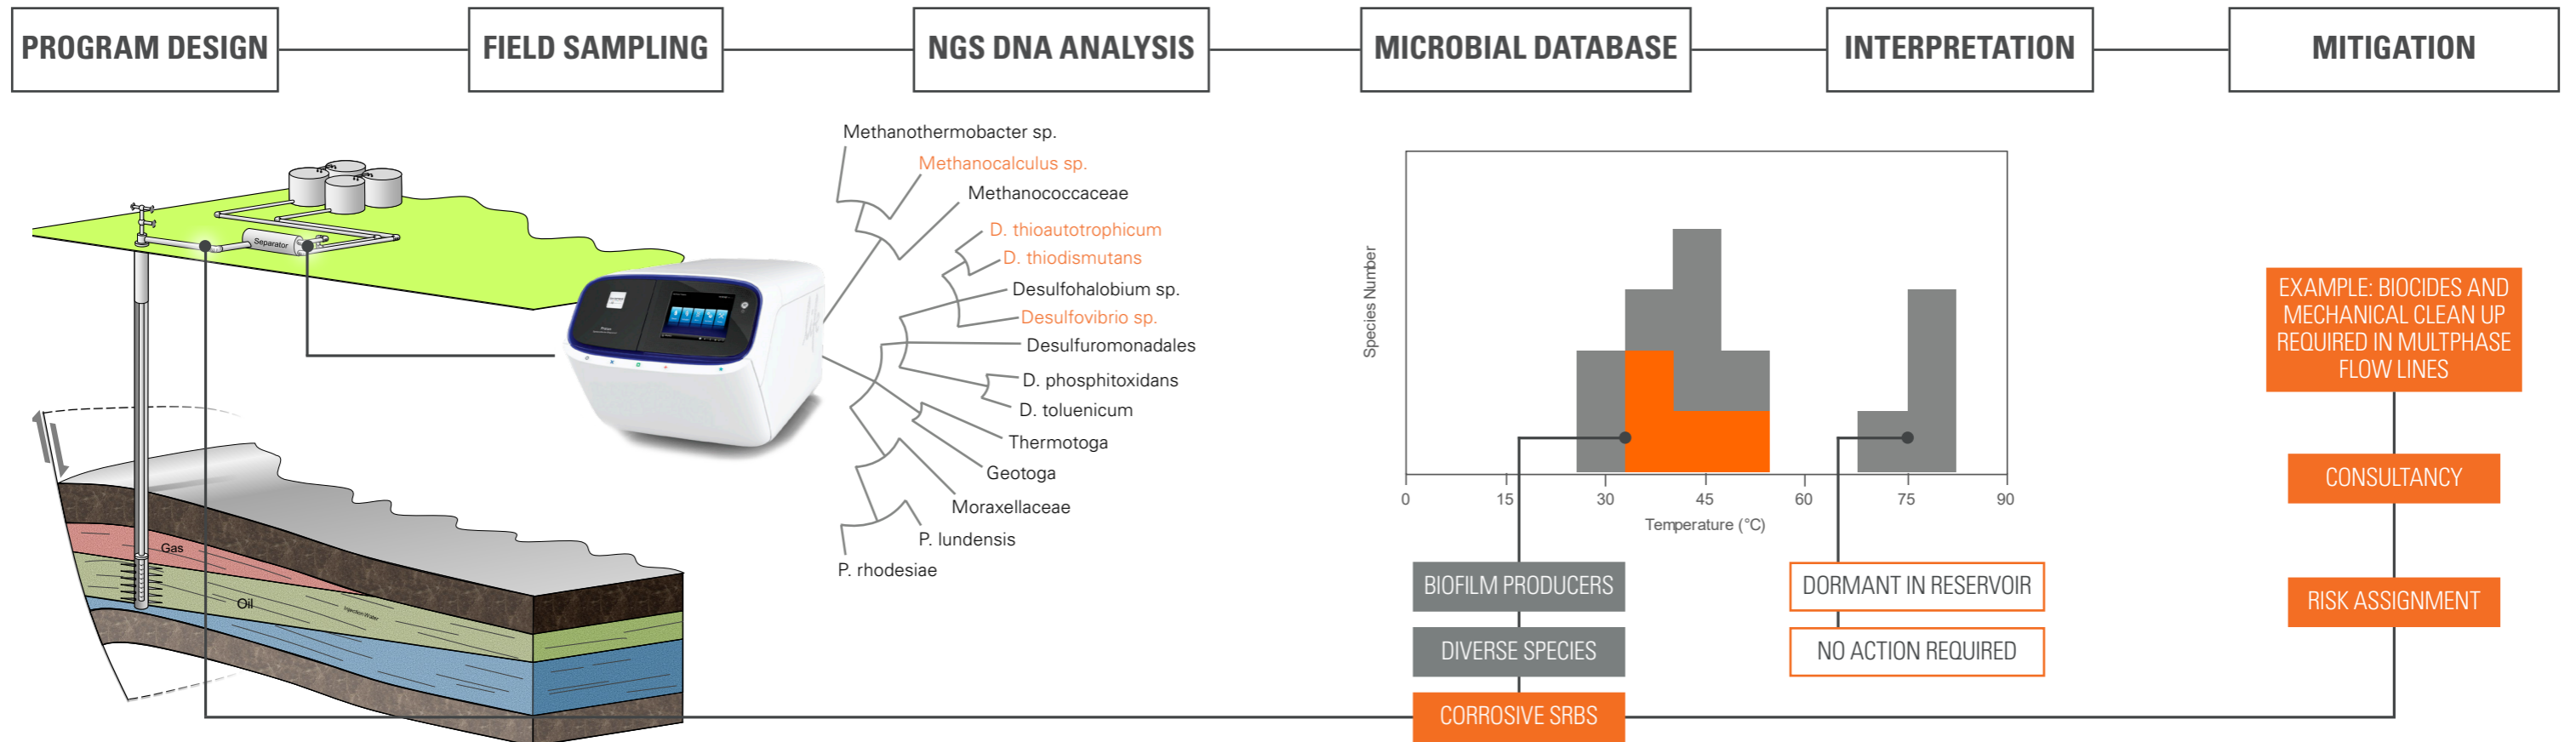 PROGRAM DESIGN
FIELD SAMPLING
NGS DNA ANALYSIS
MICROBIAL DATABASE
INTERPRETATION
MITIGATION
Separator
Gas
Oil
Injection Water
Methanothermobacter sp.
Methanocalculus sp.
Methanococcaceae
D. thioautotrophicum
D. thiodismutans
Desulfohalobium sp.
Desulfovibrio sp.
Desulfuromonadales
D. phosphitoxidans
D. toluenicum
Thermotoga
Geotoga
Moraxellaceae
P. lundensis
P. rhodesiae
Species Number
0 15 30 45 60 75 90
Temperature (°C)
BIOFILM PRODUCERS
DIVERSE SPECIES
CORROSIVE SRBS
DORMANT IN RESERVOIR
NO ACTION REQUIRED
EXAMPLE: BIOCIDES AND
MECHANICAL CLEAN UP
REQUIRED IN MULTPHASE
FLOW LINES
CONSULTANCY
RISK ASSIGNMENT